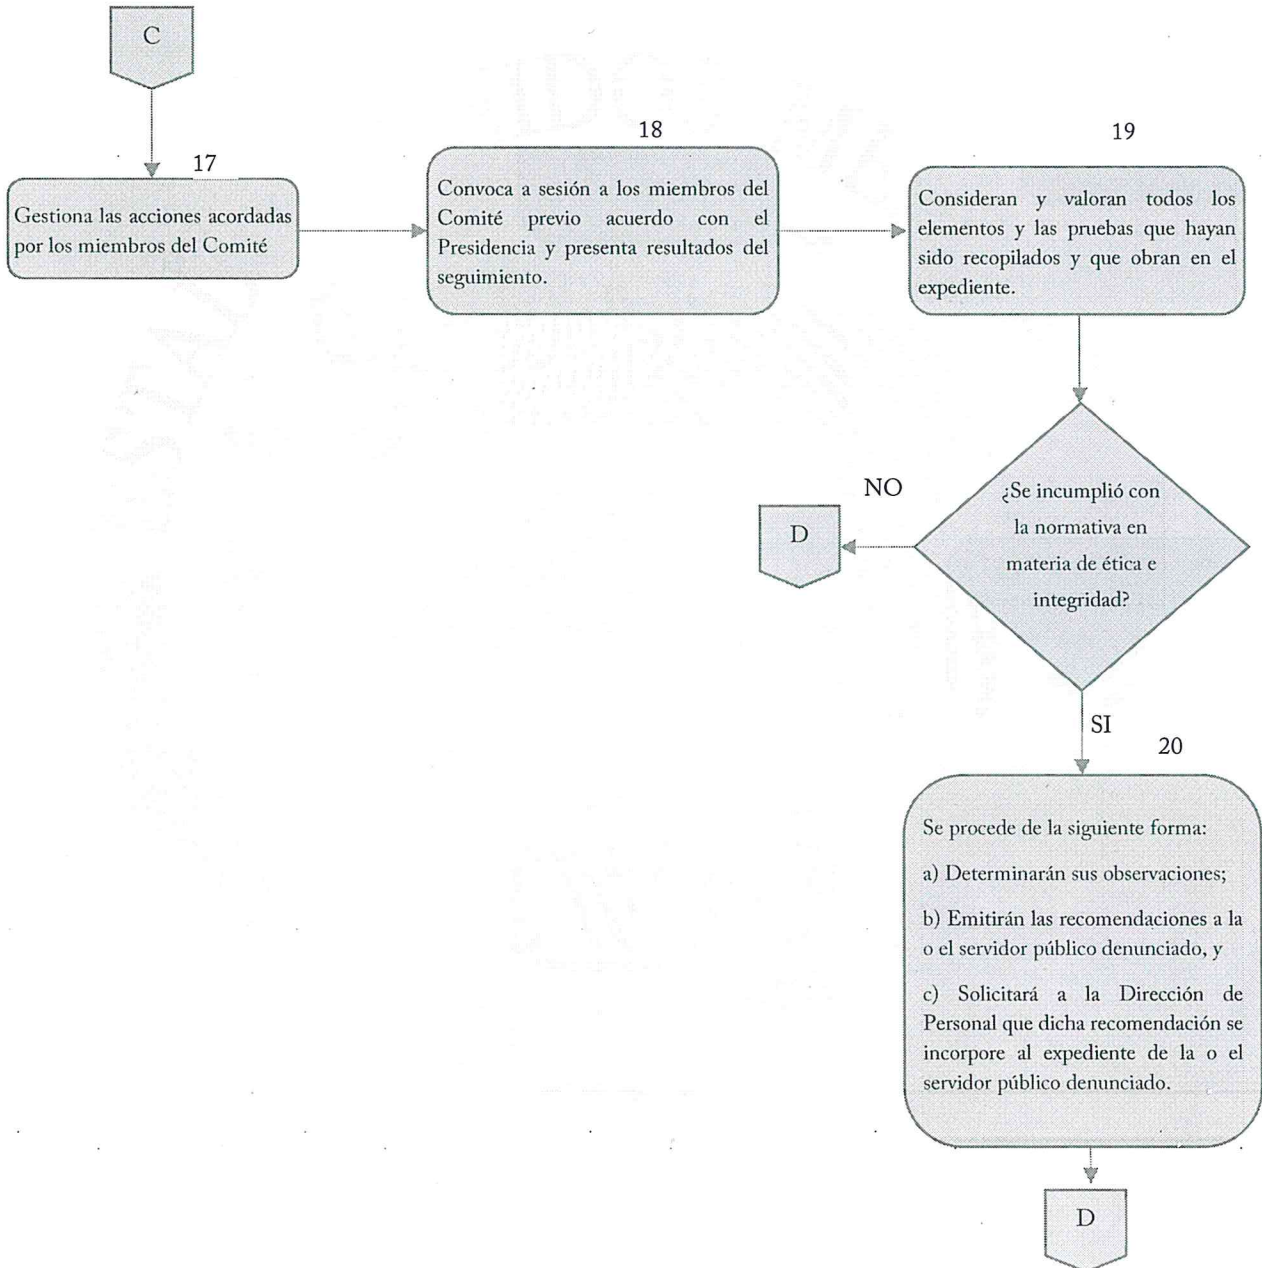 C
17
Gestiona las acciones acordadas
por los miembros del Comité
18
Convoca a sesión a los miembros del
Comité previo acuerdo con el
Presidencia y presenta resultados del
seguimiento.
19
Consideran y valoran todos los
elementos y las pruebas que hayan
sido recopilados y que obran en el
expediente.
¿Se incumplió con
la normativa en
materia de ética e
integridad?
NO
D
SI
20
Se procede de la siguiente forma:
a) Determinarán sus observaciones;
b) Emitirán las recomendaciones a la
o el servidor público denunciado, y
c) Solicitará a la Dirección de
Personal que dicha recomendación se
incorpore al expediente de la o el
servidor público denunciado.
D